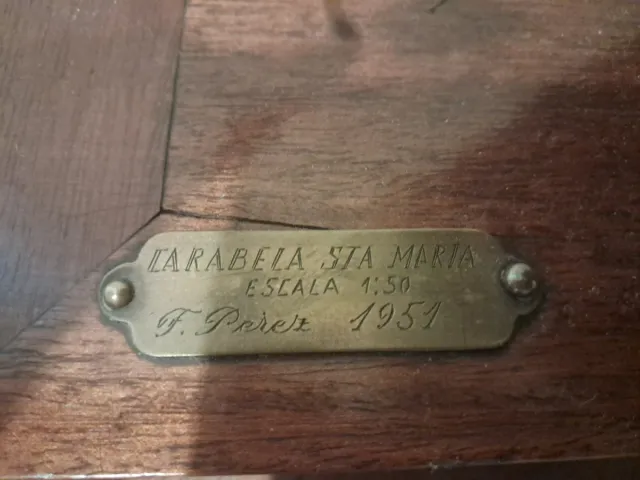 CARABELA STA MARIA
ESCALA 1:50
F. Perez 1951